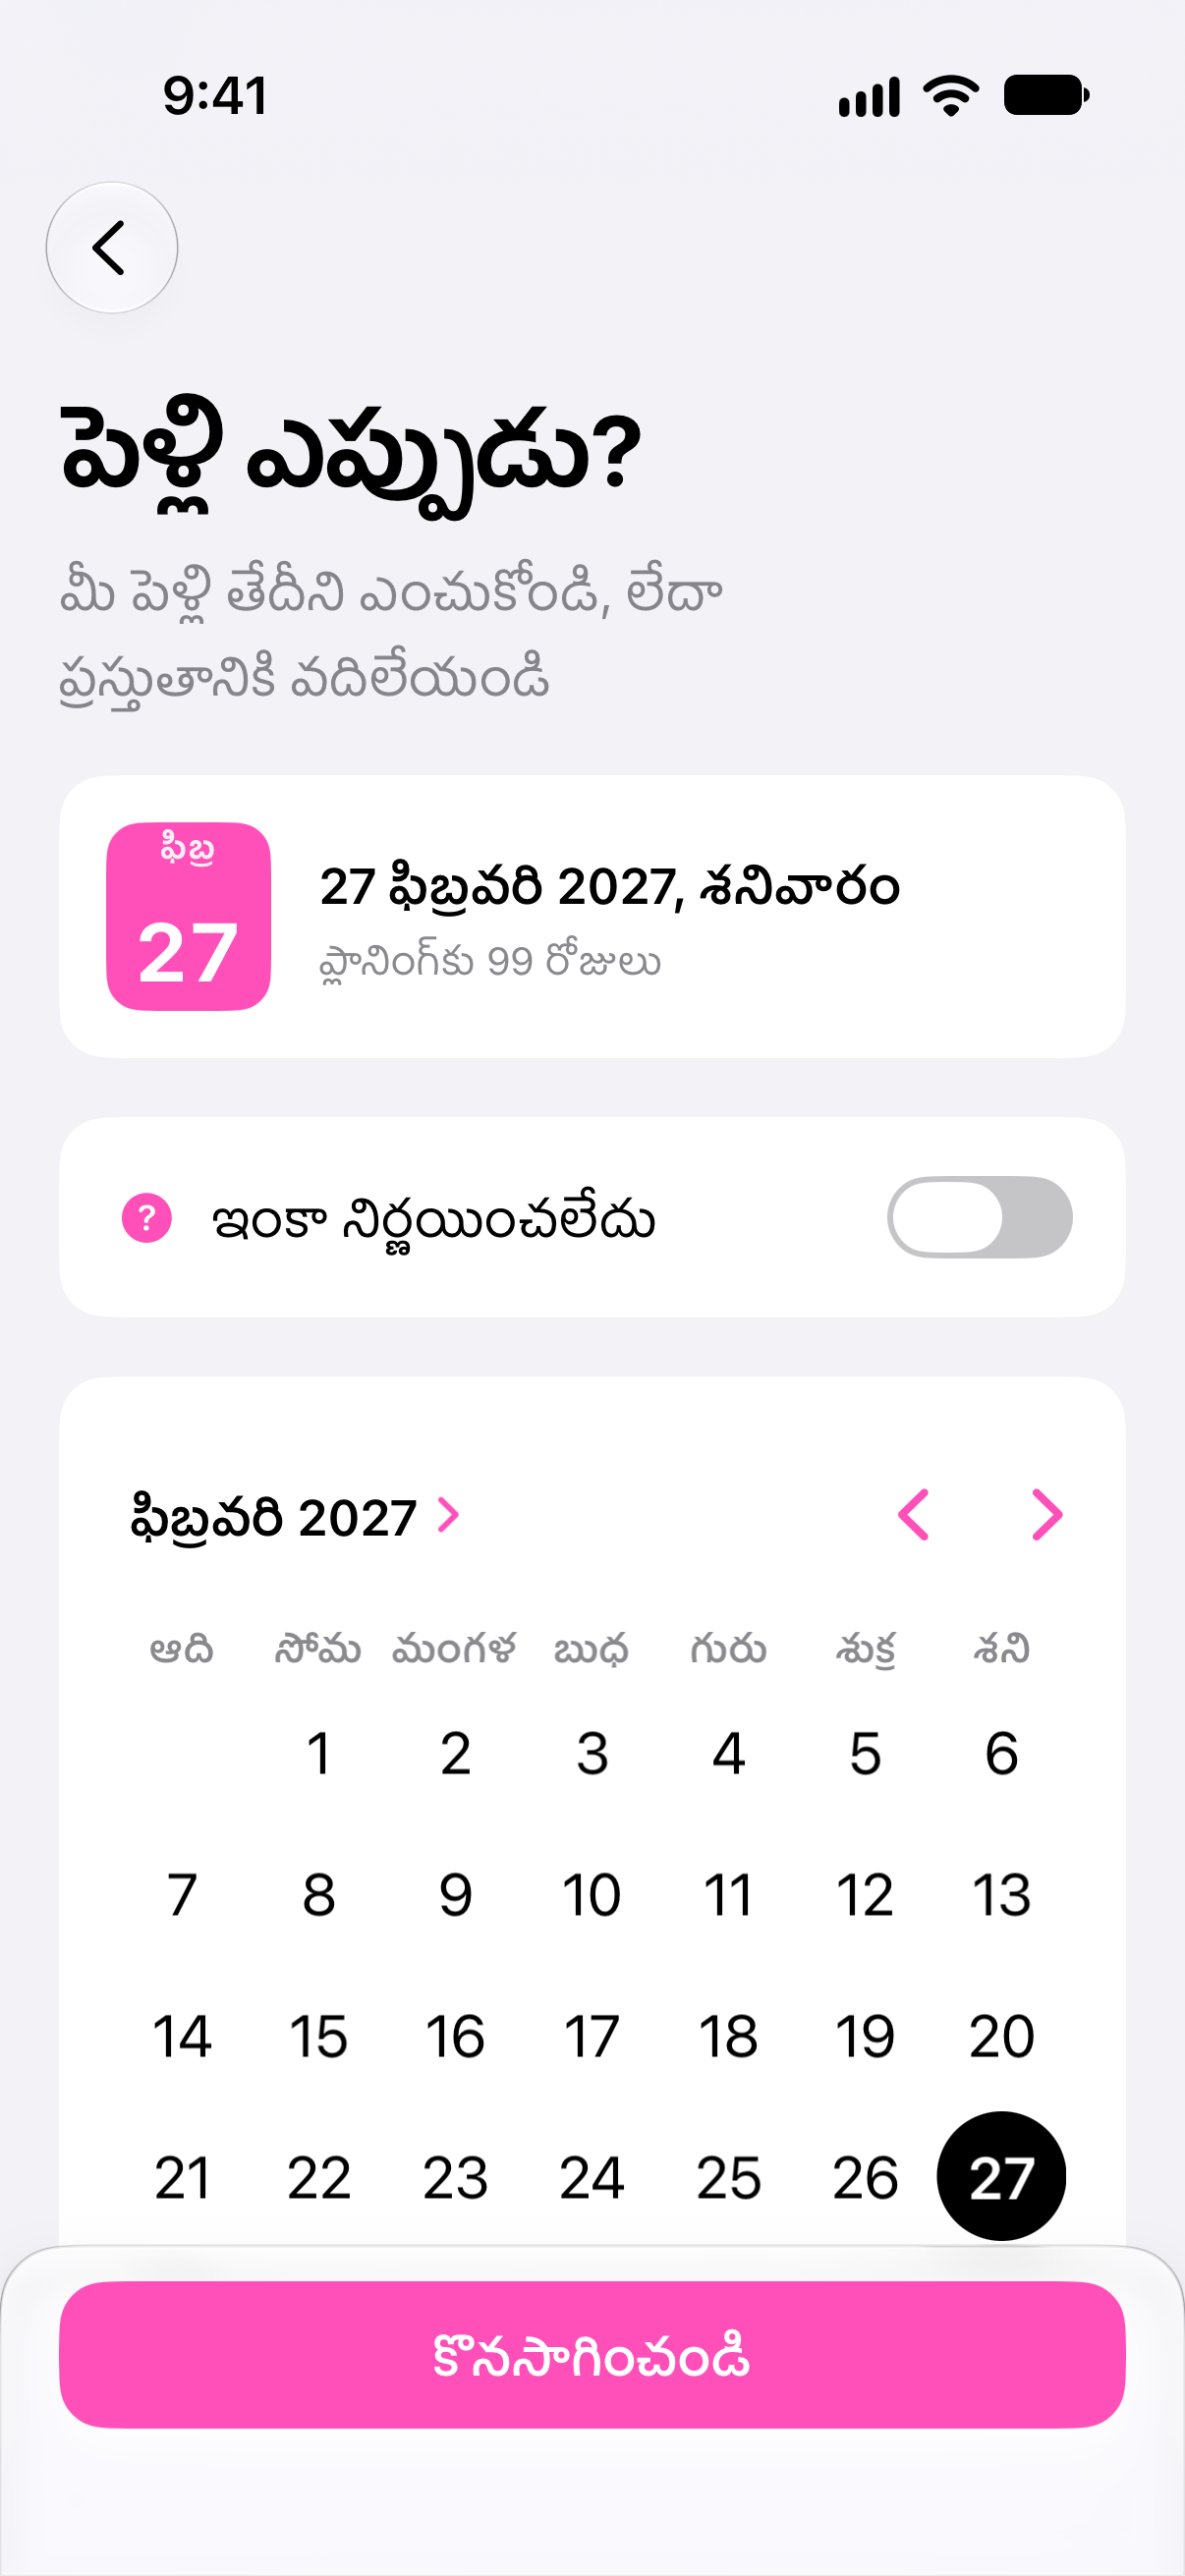 9:41
పెళ్లి ఎప్పుడు?
మీ పెళ్లి తేదీని ఎంచుకోండి, లేదా
ప్రస్తుతానికి వదిలేయండి
ఫిబ్ర
27
27 ఫిబ్రవరి 2027, శనివారం
ప్లానింగ్‌కు 99 రోజులు
? ఇంకా నిర్ణయించలేదు
ఫిబ్రవరి 2027
ఆది సోమ మంగళ బుధ గురు శుక్ర శని
1 2 3 4 5 6
7 8 9 10 11 12 13
14 15 16 17 18 19 20
21 22 23 24 25 26 27
కొనసాగించండి